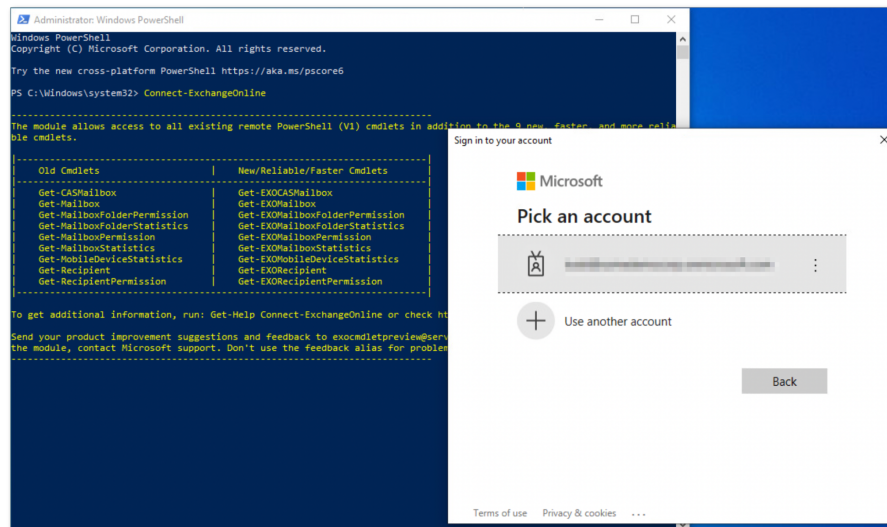 Administrator: Windows PowerShell
Windows PowerShell
Copyright (C) Microsoft Corporation. All rights reserved.
Try the new cross-platform PowerShell https://aka.ms/pscore6
PS C:\Windows\system32> Connect-ExchangeOnline
----------------------------------------------------------------------------
The module allows access to all existing remote PowerShell (V1) cmdlets in addition to the 9 new, faster, and more relia
ble cmdlets.
|--------------------------------------------------------------------------|
| Old Cmdlets | New/Reliable/Faster Cmdlets |
|--------------------------------------------------------------------------|
| Get-CASMailbox | Get-EXOCASMailbox |
| Get-Mailbox | Get-EXOMailbox |
| Get-MailboxFolderPermission | Get-EXOMailboxFolderPermission |
| Get-MailboxFolderStatistics | Get-EXOMailboxFolderStatistics |
| Get-MailboxPermission | Get-EXOMailboxPermission |
| Get-MailboxStatistics | Get-EXOMailboxStatistics |
| Get-MobileDeviceStatistics | Get-EXOMobileDeviceStatistics |
| Get-Recipient | Get-EXORecipient |
| Get-RecipientPermission | Get-EXORecipientPermission |
|--------------------------------------------------------------------------|
To get additional information, run: Get-Help Connect-ExchangeOnline or check ht
Send your product improvement suggestions and feedback to exocmdletpreview@serv
the module, contact Microsoft support. Don't use the feedback alias for problem
----------------------------------------------------------------------------
Sign in to your account
Microsoft
Pick an account
Use another account
Back
Terms of use Privacy & cookies ...